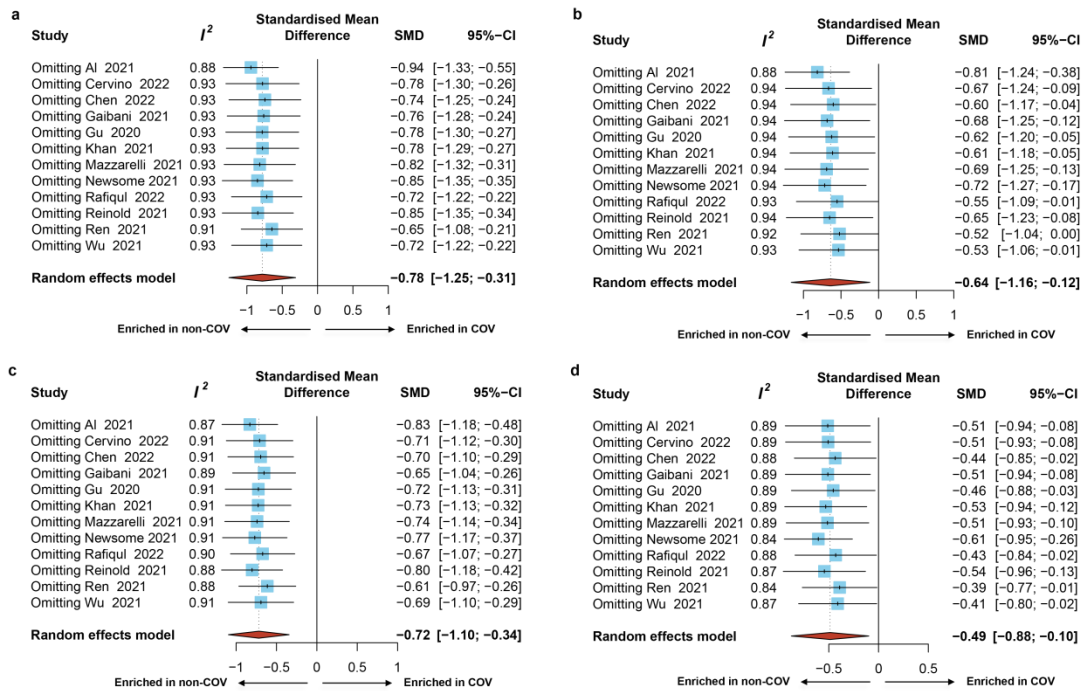 a
Study I² Standardised Mean Difference SMD 95%−CI
Omitting Al 2021 0.88 −0.94 [−1.33; −0.55]
Omitting Cervino 2022 0.93 −0.78 [−1.30; −0.26]
Omitting Chen 2022 0.93 −0.74 [−1.25; −0.24]
Omitting Gaibani 2021 0.93 −0.76 [−1.28; −0.24]
Omitting Gu 2020 0.93 −0.78 [−1.30; −0.27]
Omitting Khan 2021 0.93 −0.78 [−1.29; −0.27]
Omitting Mazzarelli 2021 0.93 −0.82 [−1.32; −0.31]
Omitting Newsome 2021 0.93 −0.85 [−1.35; −0.35]
Omitting Rafiqul 2022 0.93 −0.72 [−1.22; −0.22]
Omitting Reinold 2021 0.93 −0.85 [−1.35; −0.34]
Omitting Ren 2021 0.91 −0.65 [−1.08; −0.21]
Omitting Wu 2021 0.93 −0.72 [−1.22; −0.22]
Random effects model −0.78 [−1.25; −0.31]
−1 −0.5 0 0.5 1
Enriched in non-COV Enriched in COV
b
Study I² Standardised Mean Difference SMD 95%−CI
Omitting Al 2021 0.88 −0.81 [−1.24; −0.38]
Omitting Cervino 2022 0.94 −0.67 [−1.24; −0.09]
Omitting Chen 2022 0.94 −0.60 [−1.17; −0.04]
Omitting Gaibani 2021 0.94 −0.68 [−1.25; −0.12]
Omitting Gu 2020 0.94 −0.62 [−1.20; −0.05]
Omitting Khan 2021 0.94 −0.61 [−1.18; −0.05]
Omitting Mazzarelli 2021 0.94 −0.69 [−1.25; −0.13]
Omitting Newsome 2021 0.94 −0.72 [−1.27; −0.17]
Omitting Rafiqul 2022 0.93 −0.55 [−1.09; −0.01]
Omitting Reinold 2021 0.94 −0.65 [−1.23; −0.08]
Omitting Ren 2021 0.92 −0.52 [−1.04; 0.00]
Omitting Wu 2021 0.93 −0.53 [−1.06; −0.01]
Random effects model −0.64 [−1.16; −0.12]
−1 −0.5 0 0.5 1
Enriched in non-COV Enriched in COV
c
Study I² Standardised Mean Difference SMD 95%−CI
Omitting Al 2021 0.87 −0.83 [−1.18; −0.48]
Omitting Cervino 2022 0.91 −0.71 [−1.12; −0.30]
Omitting Chen 2022 0.91 −0.70 [−1.10; −0.29]
Omitting Gaibani 2021 0.89 −0.65 [−1.04; −0.26]
Omitting Gu 2020 0.91 −0.72 [−1.13; −0.31]
Omitting Khan 2021 0.91 −0.73 [−1.13; −0.32]
Omitting Mazzarelli 2021 0.91 −0.74 [−1.14; −0.34]
Omitting Newsome 2021 0.91 −0.77 [−1.17; −0.37]
Omitting Rafiqul 2022 0.90 −0.67 [−1.07; −0.27]
Omitting Reinold 2021 0.88 −0.80 [−1.18; −0.42]
Omitting Ren 2021 0.88 −0.61 [−0.97; −0.26]
Omitting Wu 2021 0.91 −0.69 [−1.10; −0.29]
Random effects model −0.72 [−1.10; −0.34]
−1 −0.5 0 0.5 1
Enriched in non-COV Enriched in COV
d
Study I² Standardised Mean Difference SMD 95%−CI
Omitting Al 2021 0.89 −0.51 [−0.94; −0.08]
Omitting Cervino 2022 0.89 −0.51 [−0.93; −0.08]
Omitting Chen 2022 0.88 −0.44 [−0.85; −0.02]
Omitting Gaibani 2021 0.89 −0.51 [−0.94; −0.08]
Omitting Gu 2020 0.89 −0.46 [−0.88; −0.03]
Omitting Khan 2021 0.89 −0.53 [−0.94; −0.12]
Omitting Mazzarelli 2021 0.89 −0.51 [−0.93; −0.10]
Omitting Newsome 2021 0.84 −0.61 [−0.95; −0.26]
Omitting Rafiqul 2022 0.88 −0.43 [−0.84; −0.02]
Omitting Reinold 2021 0.87 −0.54 [−0.96; −0.13]
Omitting Ren 2021 0.84 −0.39 [−0.77; −0.01]
Omitting Wu 2021 0.87 −0.41 [−0.80; −0.02]
Random effects model −0.49 [−0.88; −0.10]
−0.5 0 0.5
Enriched in non-COV Enriched in COV